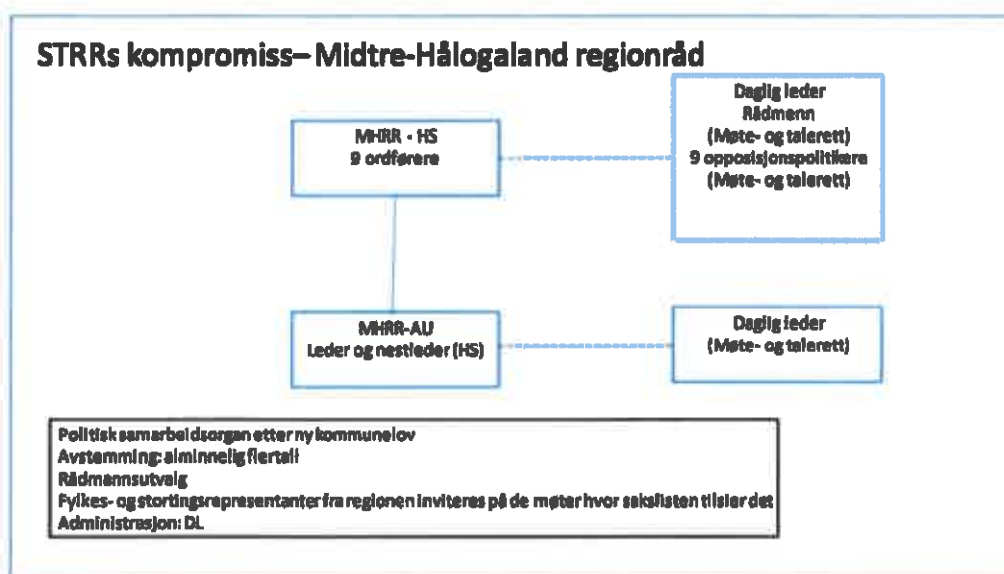 STRRs kompromiss– Midtre-Hålogaland regionråd
MHRR - HS
9 ordførere
Daglig leder
Rådmenn
(Møte- og talerett)
9 opposisjonspolitikere
(Møte- og talerett)
MHRR-AU
Leder og nestleder (HS)
Daglig leder
(Møte- og talerett)
Politisk samarbeidsorgan etter ny kommunelov
Avstemming: alminnelig flertall
Rådmannsutvalg
Fylkes- og stortingsrepresentanter fra regionen inviteres på de møter hvor sakslisten tilsier det
Administrasjon: DL